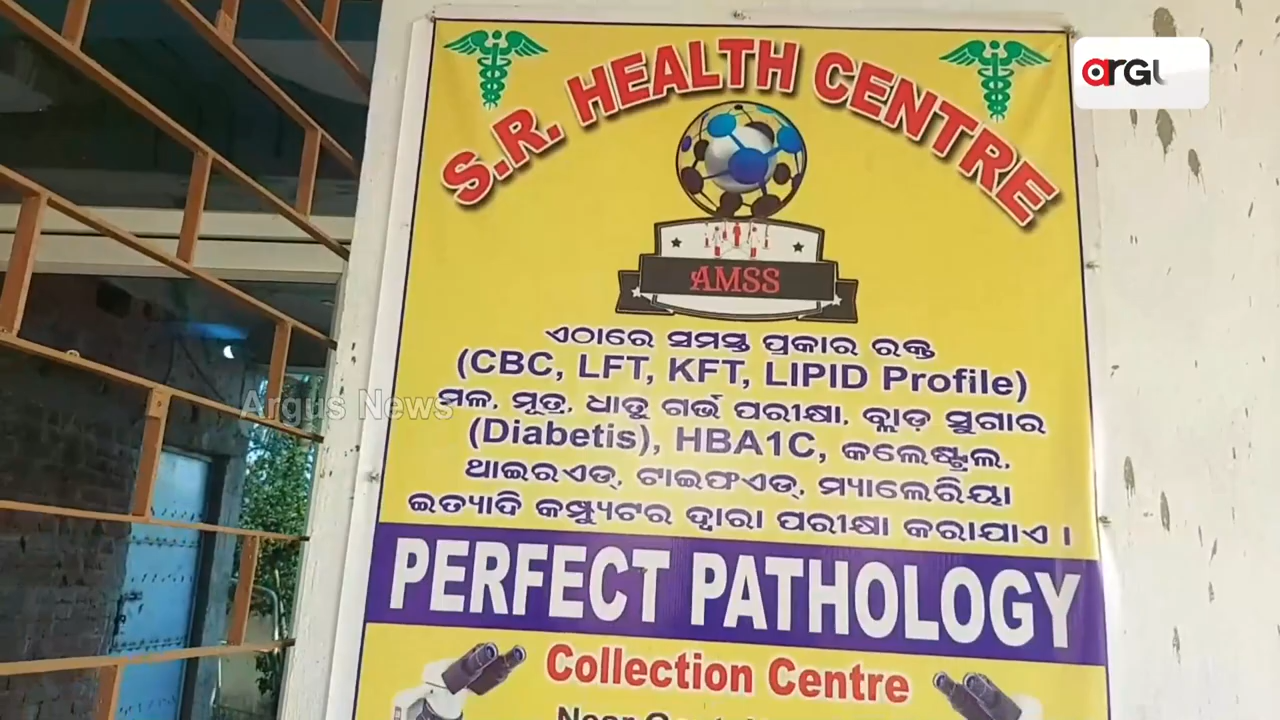 S.R. HEALTH CENTRE
ARGU
AMSS
ଏଠାରେ ସମସ୍ତ ପ୍ରକାର ରକ୍ତ
(CBC, LFT, KFT, LIPID Profile)
ମଳ, ମୂତ୍ର, ଧାତୁ ଗର୍ଭ ପରୀକ୍ଷା, ବ୍ଲାଡ୍ ସୁଗାର
Argus News
(Diabetis), HBA1C, କଲେଷ୍ଟ୍ରଲ,
ଥାଇରଏଡ୍, ଟାଇଫଏଡ୍, ମ୍ୟାଲେରିୟା
ଇତ୍ୟାଦି କମ୍ପ୍ୟୁଟର ଦ୍ୱାରା ପରୀକ୍ଷା କରାଯାଏ ।
PERFECT PATHOLOGY
Collection Centre
Near